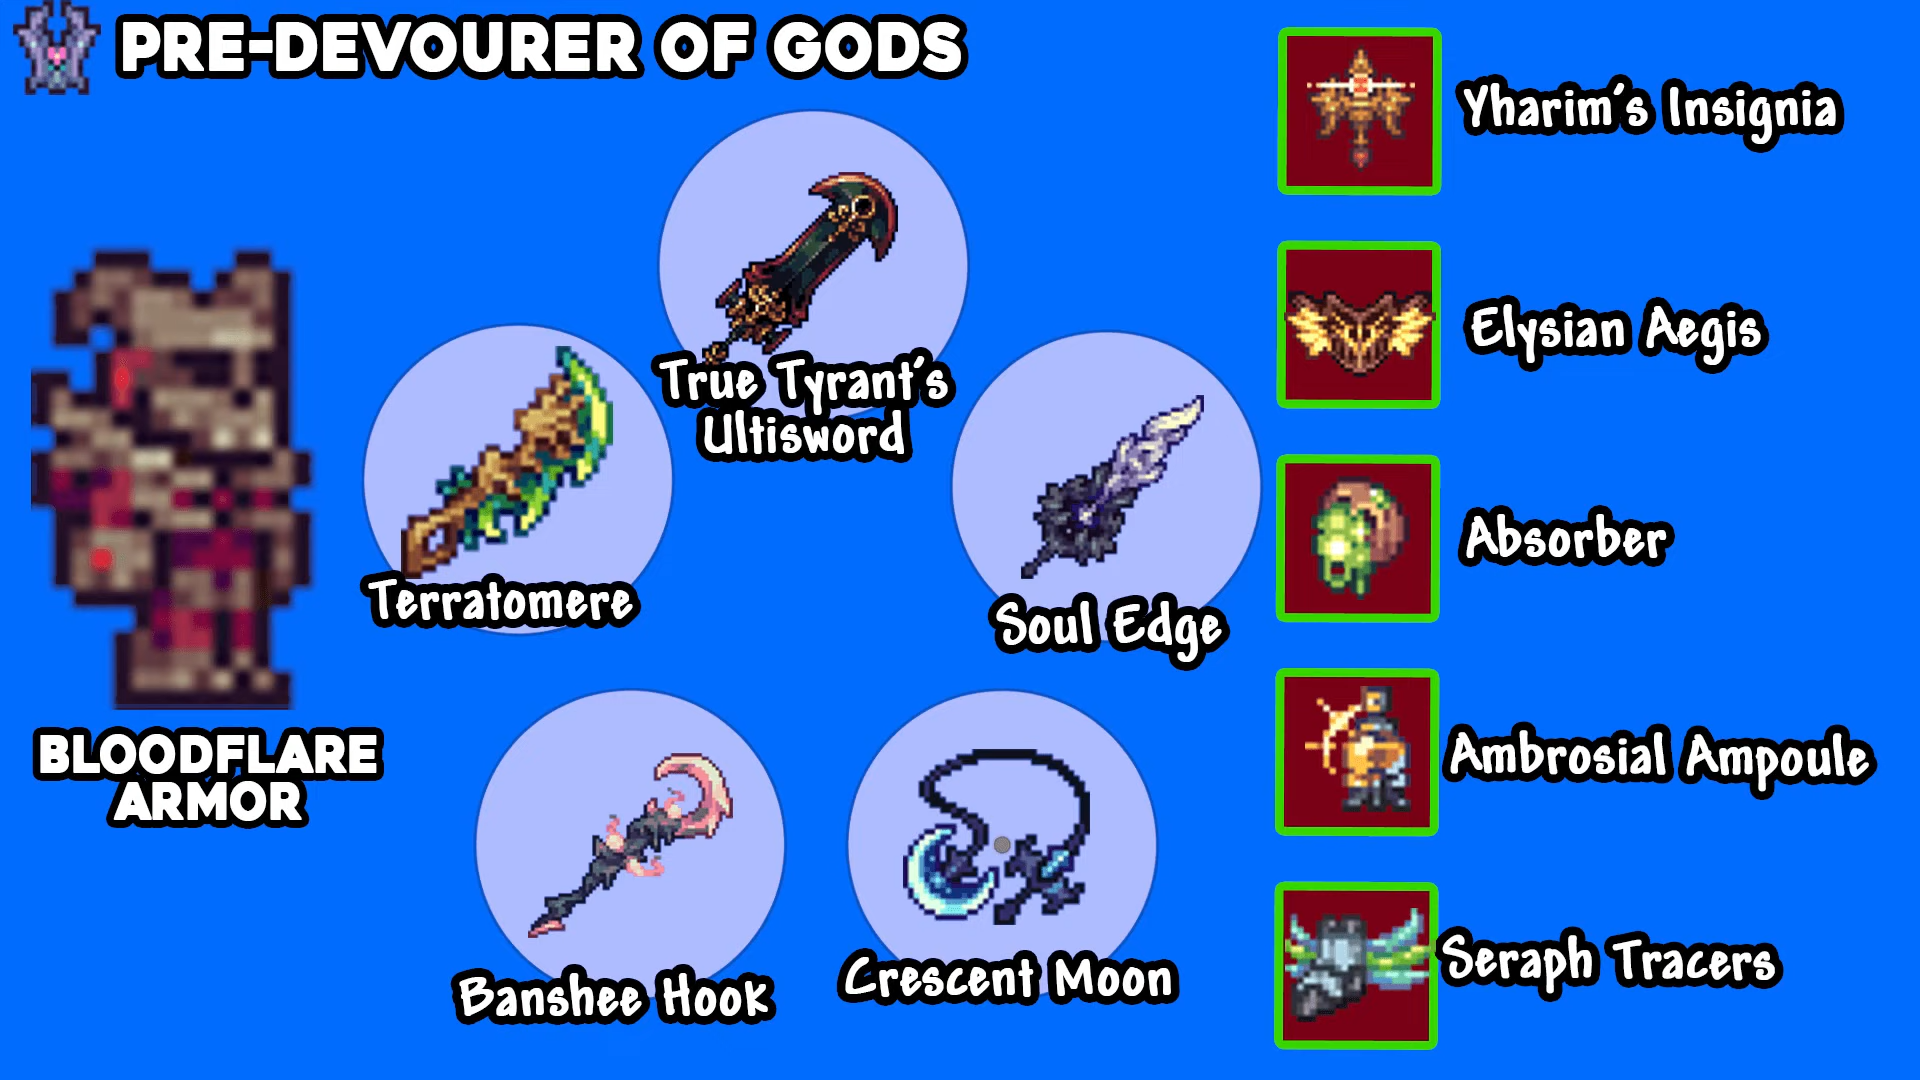 PRE-DEVOURER OF GODS
Yharim's Insignia
Elysian Aegis
True Tyrant's
Ultisword
Absorber
Terratomere
Soul Edge
BLOODFLARE
ARMOR
Ambrosial Ampoule
Banshee Hook
Crescent Moon
Seraph Tracers